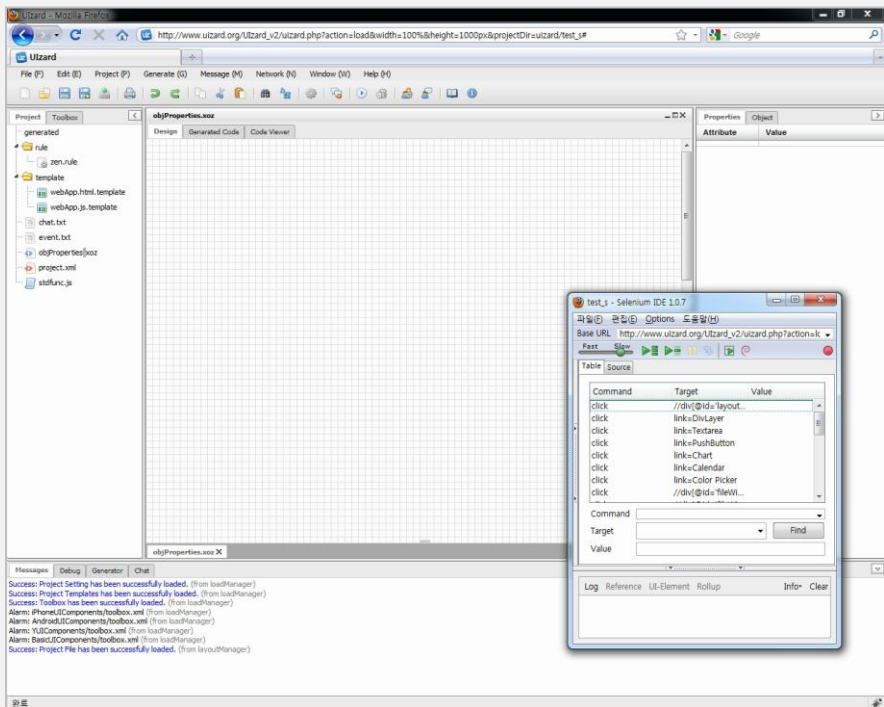 UIzard - Mozilla Firefox
http://www.uizard.org/UIzard_v2/uizard.php?action=load&width=100%&height=1000px&projectDir=uizard/test_s#
Google
UIzard
File (F) Edit (E) Project (P) Generate (G) Message (M) Network (N) Window (W) Help (H)
Project Toolbox
generated
rule
zen.rule
template
webApp.html.template
webApp.js.template
chat.txt
event.txt
objProperties.xoz
project.xml
stdfunc.js
objProperties.xoz
Design Genarated Code Code Viewer
objProperties.xoz X
Properties Object
Attribute Value
test_s - Selenium IDE 1.0.7
파일(F) 편집(E) Options 도움말(H)
Base URL http://www.uizard.org/UIzard_v2/uizard.php?action=lc
Fast Slow
Table Source
Command Target Value
click //div[@id='layout...
click link=DivLayer
click link=Textarea
click link=PushButton
click link=Chart
click link=Calendar
click link=Color Picker
click //div[@id='fileWi...
Command
Target Find
Value
Log Reference UI-Element Rollup Info- Clear
Messages Debug Generator Chat
Success: Project Setting has been successfully loaded. (from loadManager)
Success: Project Templates has been successfully loaded. (from loadManager)
Success: Toolbox has been successfully loaded. (from loadManager)
Alarm: iPhoneUIComponents/toolbox.xml (from loadManager)
Alarm: AndroidUIComponents/toolbox.xml (from loadManager)
Alarm: YUIComponents/toolbox.xml (from loadManager)
Alarm: BasicUIComponents/toolbox.xml (from loadManager)
Success: Project File has been successfully loaded. (from layoutManager)
완료